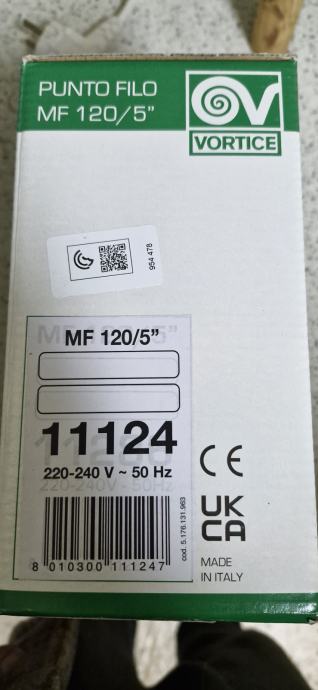 PUNTO FILO
MF 120/5”
VORTICE
954 478
MF 120/5”
11124
220-240 V ~ 50 Hz
cod. 5.176.131.963
8 010300 111247
CE
UK
CA
MADE
IN ITALY